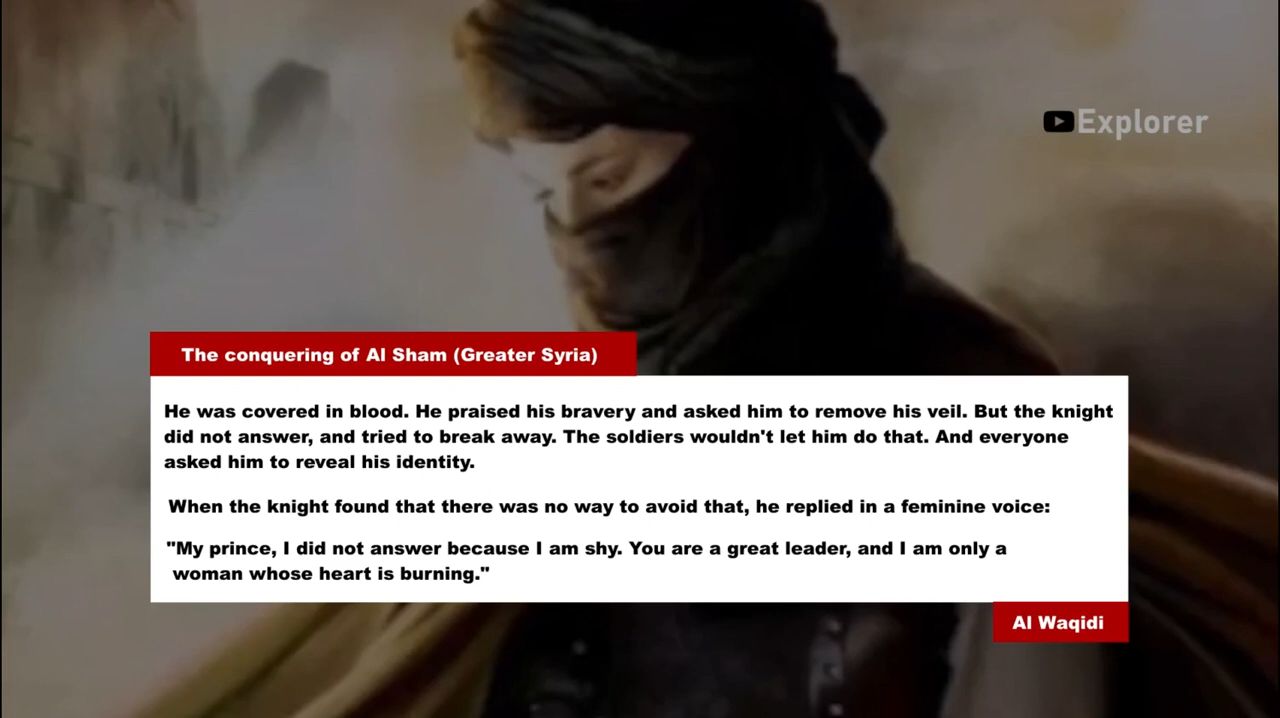 Explorer
The conquering of Al Sham (Greater Syria)
He was covered in blood. He praised his bravery and asked him to remove his veil. But the knight
did not answer, and tried to break away. The soldiers wouldn't let him do that. And everyone
asked him to reveal his identity.
When the knight found that there was no way to avoid that, he replied in a feminine voice:
"My prince, I did not answer because I am shy. You are a great leader, and I am only a
woman whose heart is burning."
Al Waqidi